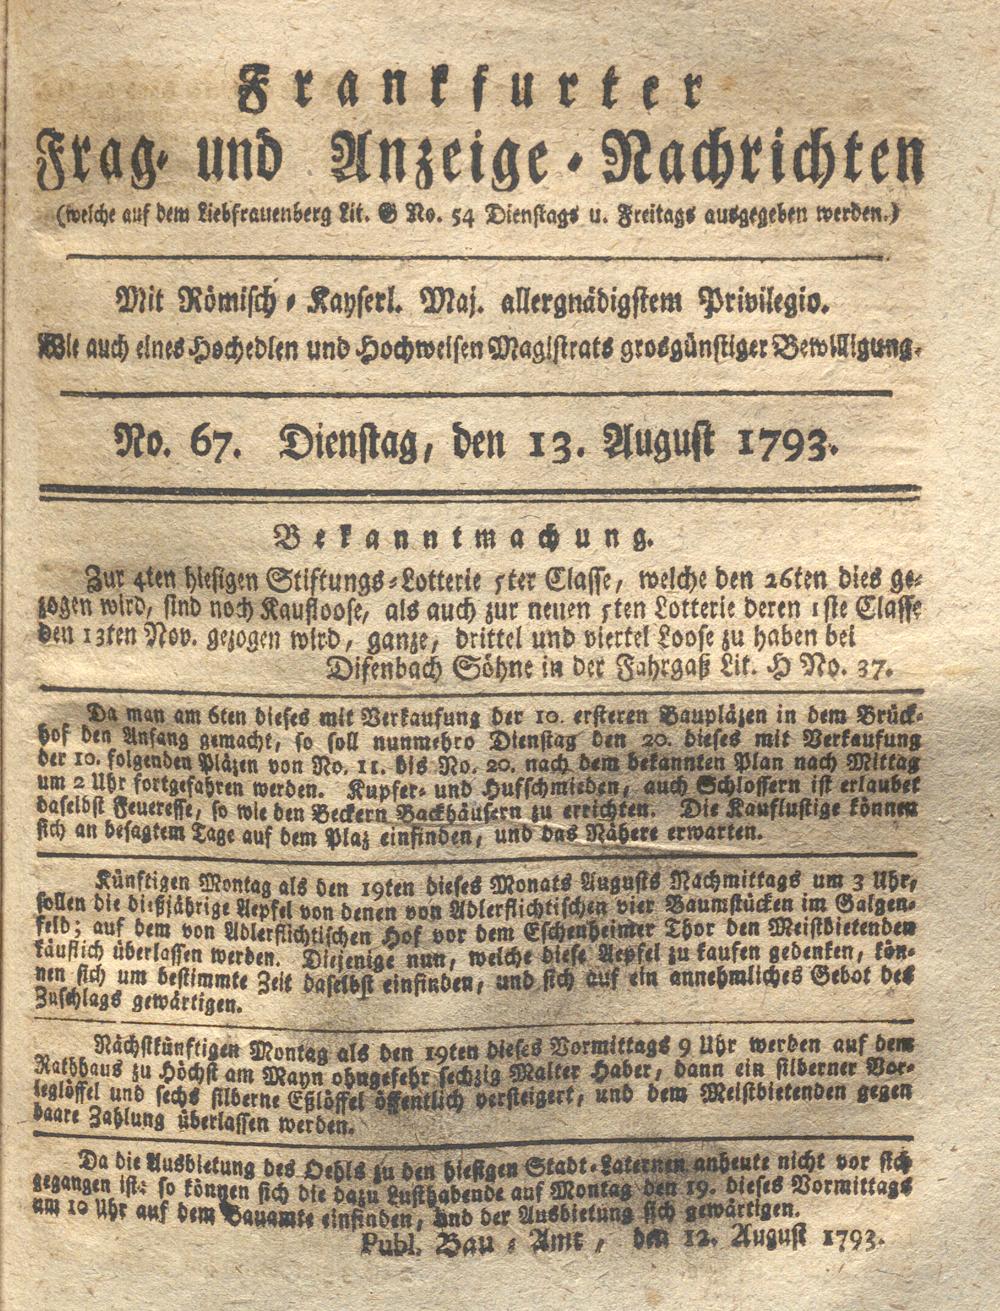 Frankfurter
Frag- und Anzeige-Nachrichten
(welche auf dem Liebfrauenberg Lit. G No. 54 Dienstags u. Freitags ausgegeben werden.)
Mit Römisch-Kayserl. Maj. allergnädigstem Privilegio.
Wie auch eines Hochedlen und Hochweisen Magistrats grosgünstiger Bewilligung.
No. 67. Dienstag, den 13. August 1793.
Bekanntmachung.
Zur 4ten hiesigen Stiftungs-Lotterie 5ter Classe, welche den 26ten dies ge-
zogen wird, sind noch Kaufloose, als auch zur neuen 5ten Lotterie deren 1ste Classe
den 13ten Nov. gezogen wird, ganze, drittel und viertel Loose zu haben bei
Difenbach Söhne in der Fahrgaß Lit. H No. 37.
Da man am 6ten dieses mit Verkaufung der 10. ersteren Baupläzen in dem Brück-
hof den Anfang gemacht, so soll nunmehro Dienstag den 20. dieses mit Verkaufung
der 10. folgenden Pläzen von No. 11. bis No. 20. nach dem bekannten Plan nach Mittag
um 2 Uhr fortgefahren werden. Kupfer- und Hufschmieden, auch Schlossern ist erlaubet
daselbst Feueresse, so wie den Beckern Backhäusern zu errichten. Die Kauflustige können
sich an besagtem Tage auf dem Plaz einfinden, und das Nähere erwarten.
Künftigen Montag als den 19ten dieses Monats Augusts Nachmittags um 3 Uhr,
sollen die dießjährige Aepfel von denen von Adlerflichtischen vier Baumstücken im Galgen-
feld; auf dem von Adlerflichtischen Hof vor dem Eschenheimer Thor den Meistbietenden
käuflich überlassen werden. Diejenige nun, welche diese Aepfel zu kaufen gedenken, kön-
nen sich um bestimmte Zeit daselbst einfinden, und sich auf ein annehmliches Gebot des
Zuschlags gewärtigen.
Nächstkünftigen Montag als den 19ten dieses Vormittags 9 Uhr werden auf dem
Rathhaus zu Höchst am Mayn ohngefehr sechzig Malter Haber, dann ein silberner Vor-
leglöffel und sechs silberne Eßlöffel öffentlich versteigert, und dem Meistbietenden gegen
baare Zahlung überlassen werden.
Da die Ausbietung des Oehls zu den hiesigen Stadt-Laternen anheute nicht vor sich
gegangen ist: so können sich die dazu Lusthabende auf Montag den 19. dieses Vormittags
um 10 Uhr auf dem Bauamte einfinden, und der Ausbietung sich gewärtigen.
Publ. Bau-Amt, den 12. August 1793.